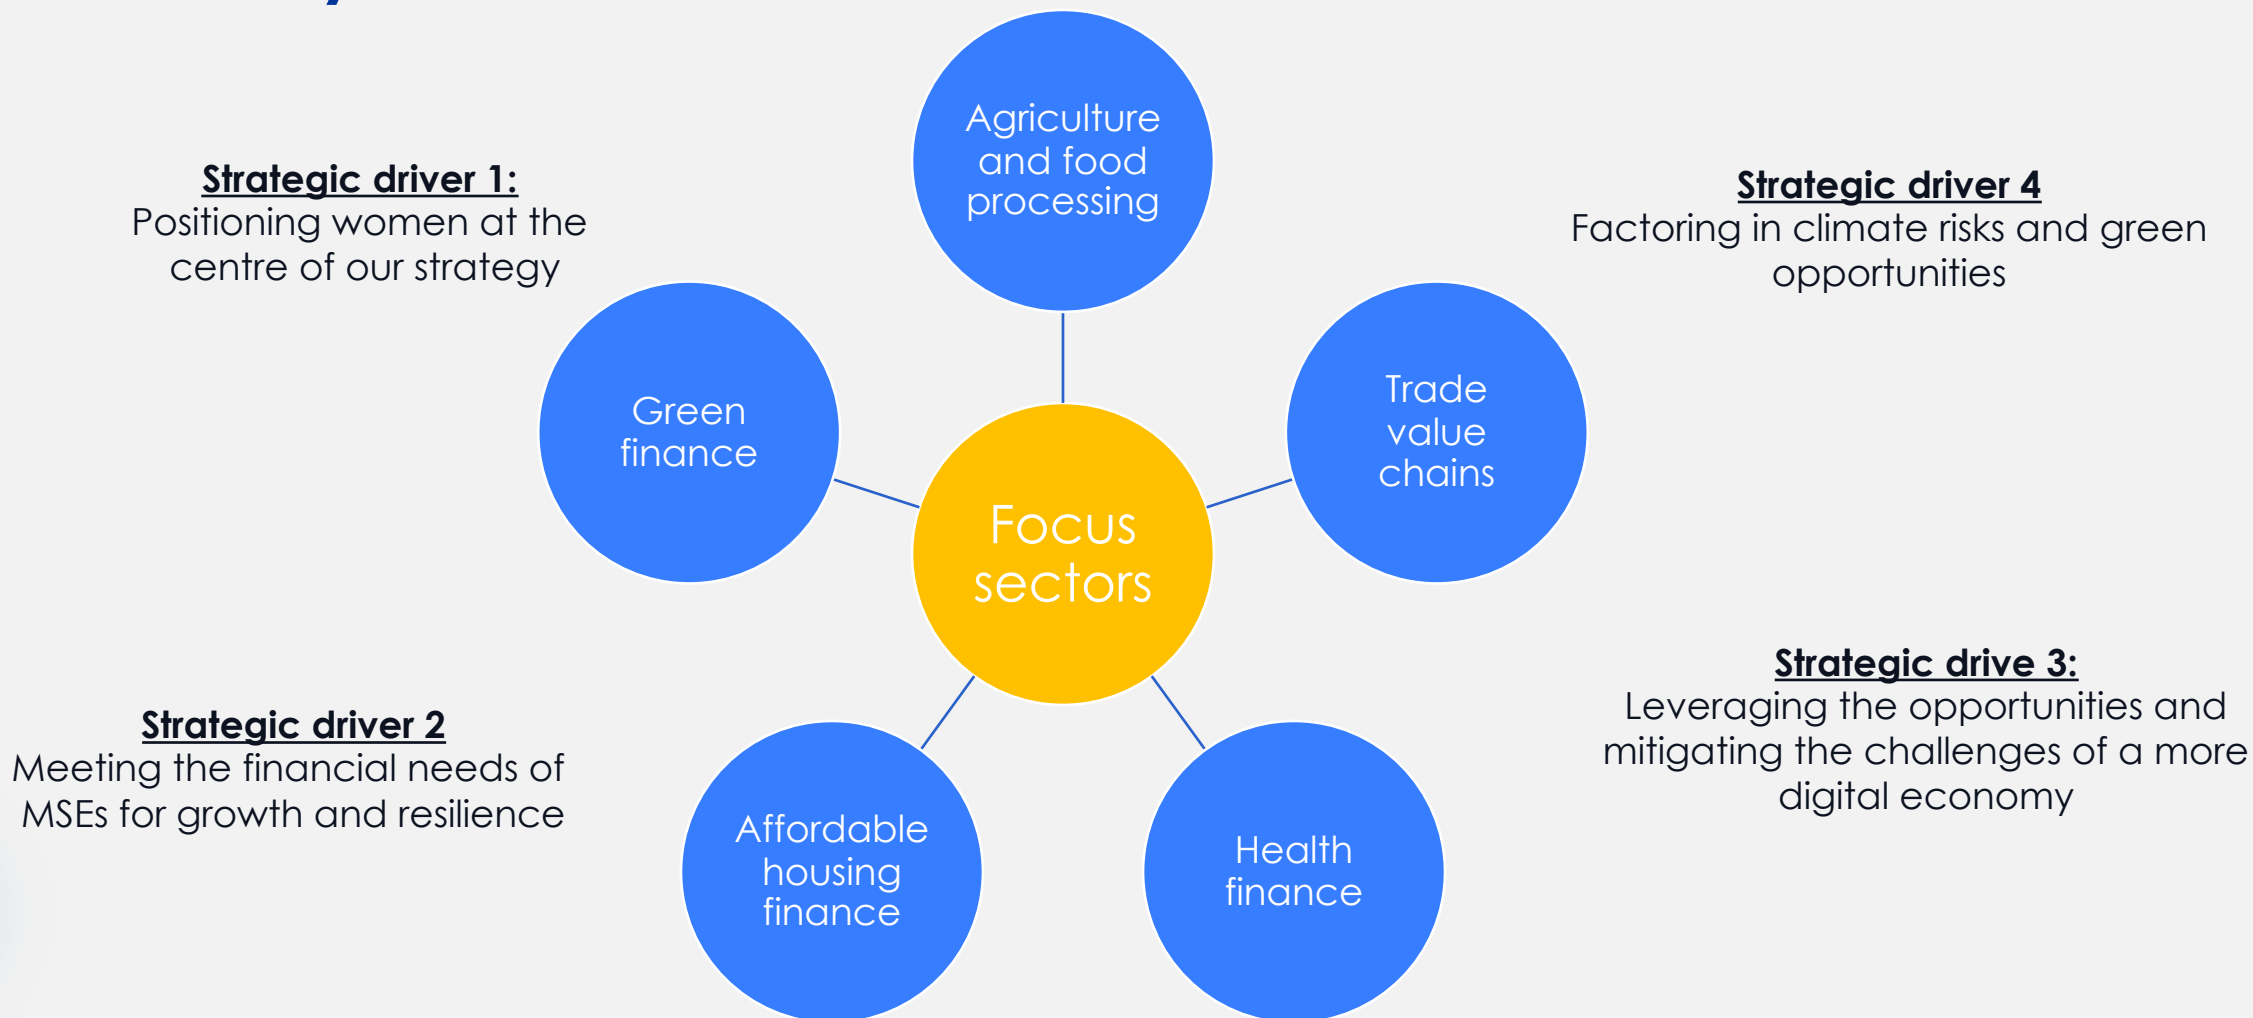 Agriculture
and food
processing
Strategic driver 1:
Positioning women at the
centre of our strategy
Strategic driver 4
Factoring in climate risks and green
opportunities
Green
finance
Trade
value
chains
Focus
sectors
Strategic driver 2
Meeting the financial needs of
MSEs for growth and resilience
Strategic drive 3:
Leveraging the opportunities and
mitigating the challenges of a more
digital economy
Affordable
housing
finance
Health
finance